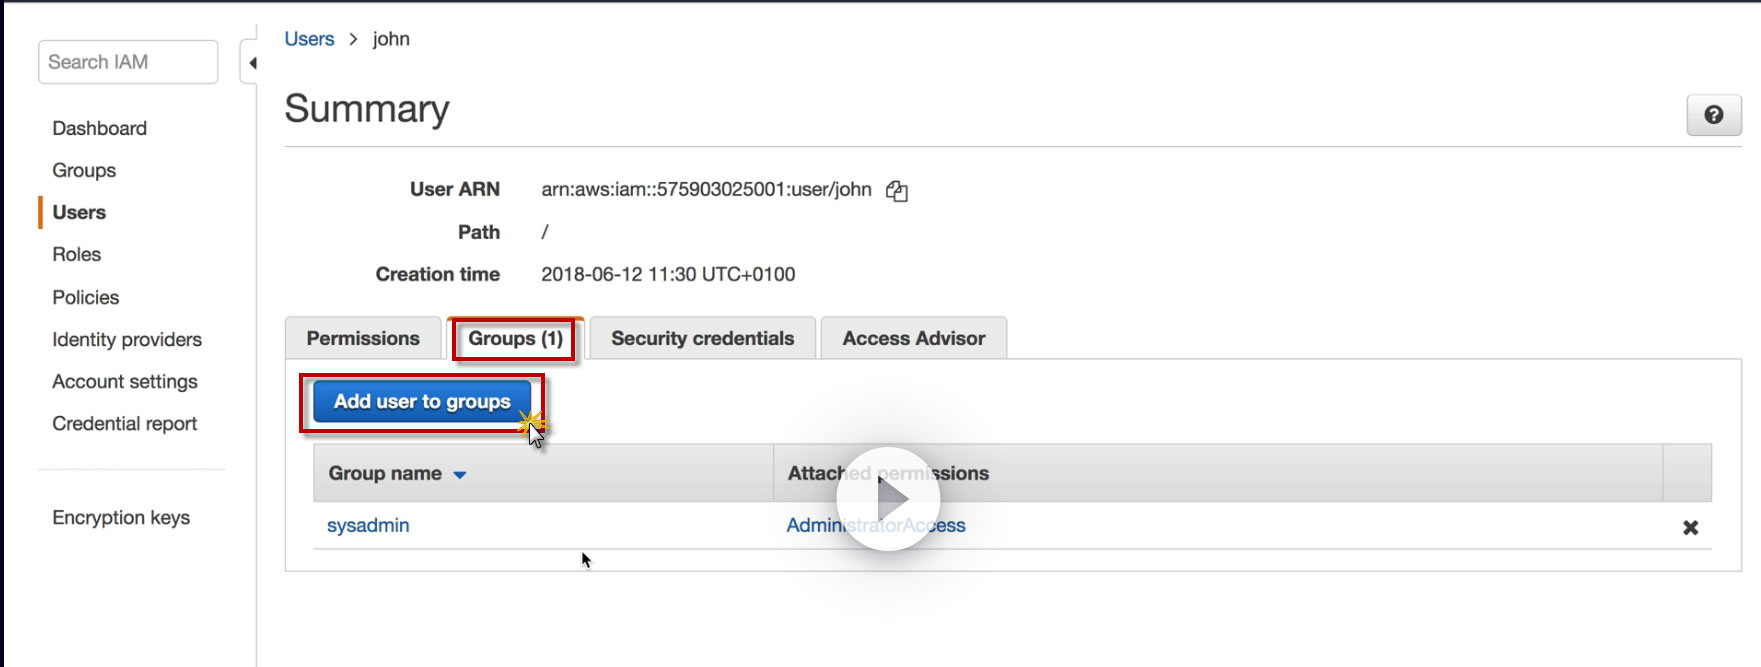 Search IAM
Dashboard
Groups
Users
Roles
Policies
Identity providers
Account settings
Credential report
Encryption keys
Users > john
Summary
User ARN arn:aws:iam::575903025001:user/john
Path /
Creation time 2018-06-12 11:30 UTC+0100
Permissions Groups (1) Security credentials Access Advisor
Add user to groups
Group name Attached permissions
sysadmin AdministratorAccess